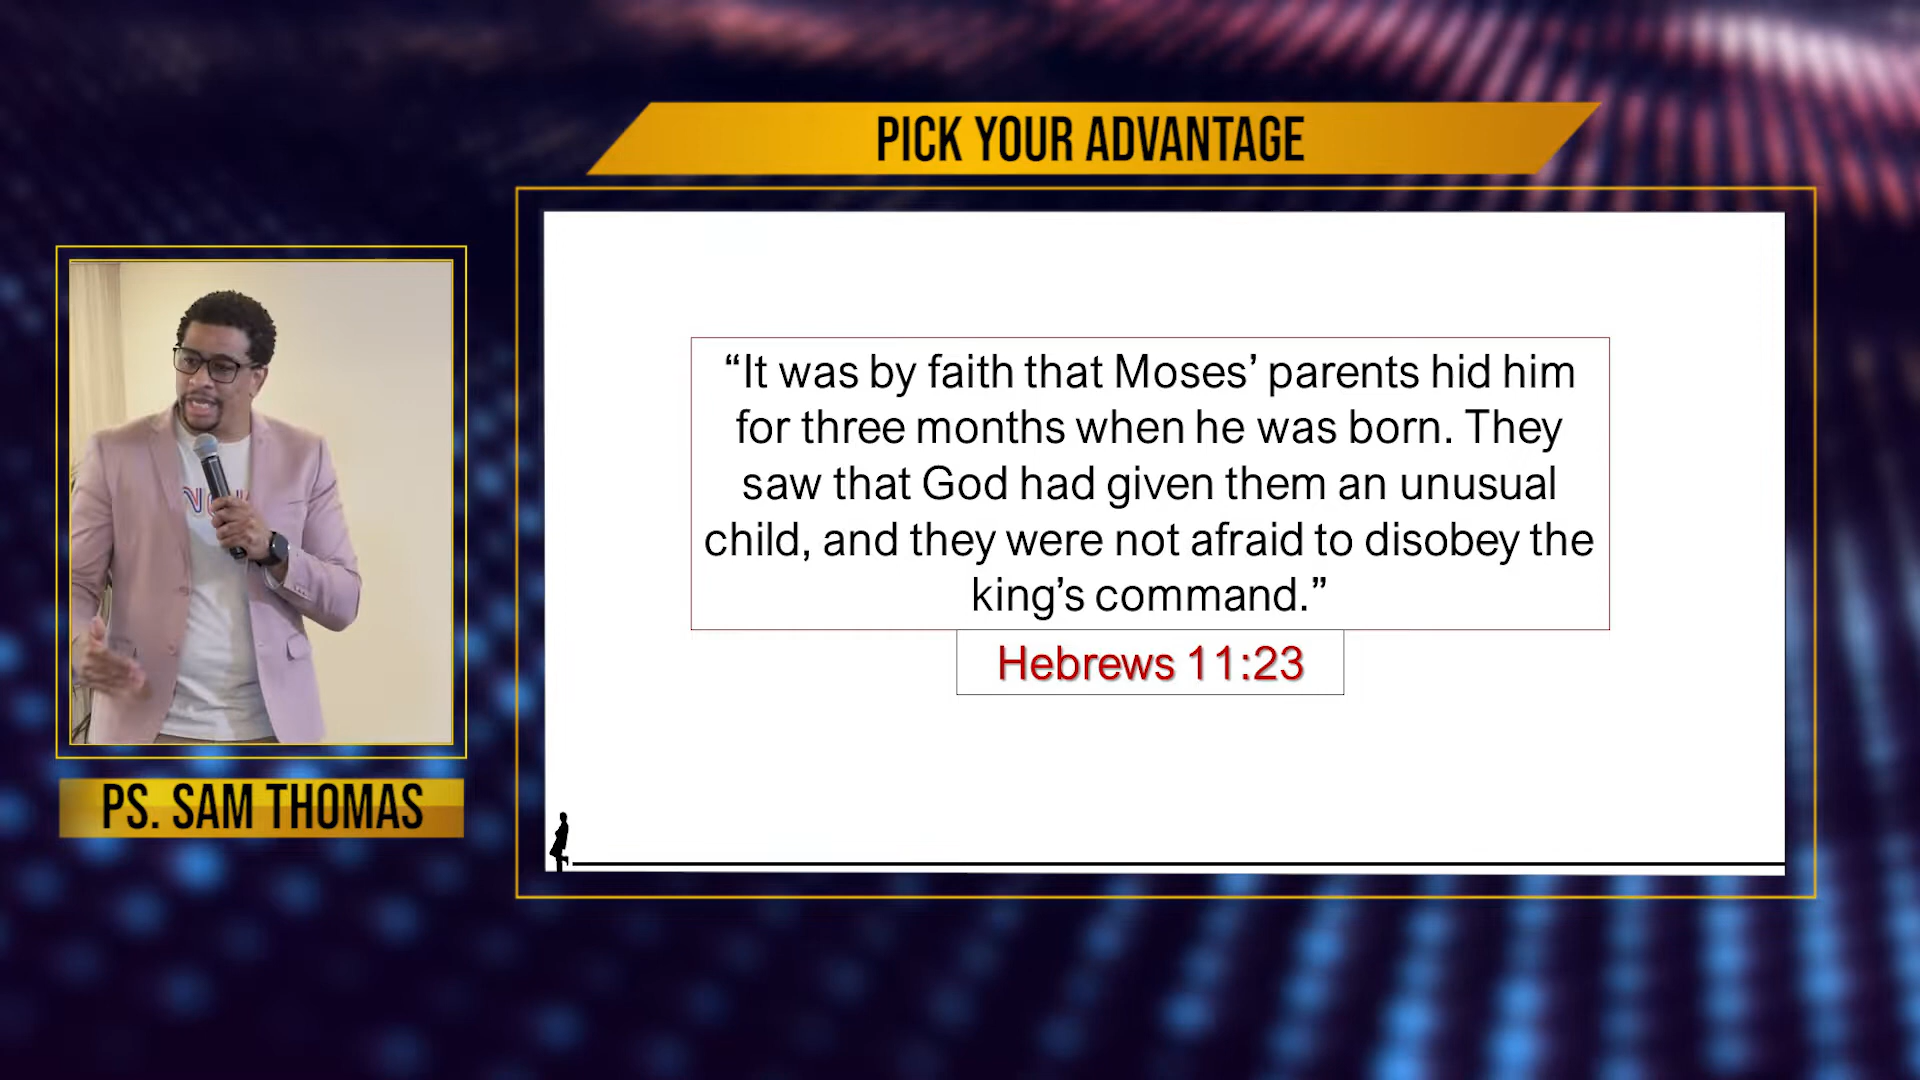 PICK YOUR ADVANTAGE
“It was by faith that Moses’ parents hid him
for three months when he was born. They
saw that God had given them an unusual
child, and they were not afraid to disobey the
king’s command.”
Hebrews 11:23
PS. SAM THOMAS